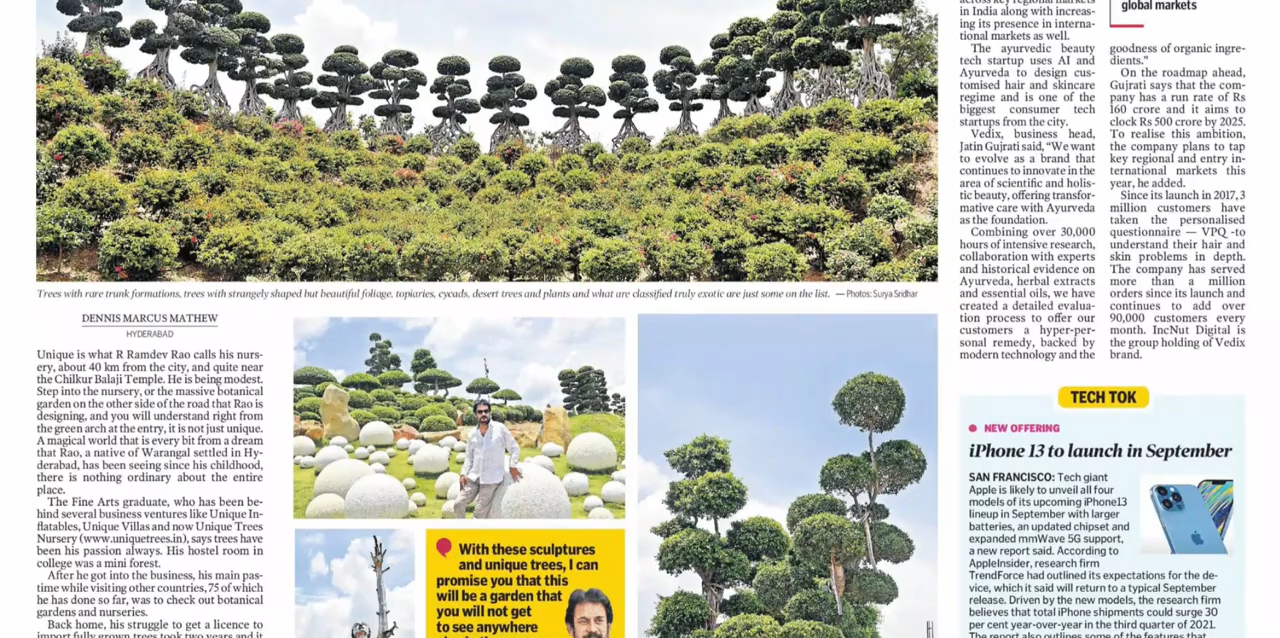 Trees with rare trunk formations, trees with strangely shaped but beautiful foliage, topiaries, cycads, desert trees and plants and what are classified truly exotic are just some on the list. — Photos: Surya Sridhar
DENNIS MARCUS MATHEW
HYDERABAD
Unique is what R Ramdev Rao calls his nurs-
ery, about 40 km from the city, and quite near
the Chilkur Balaji Temple. He is being modest.
Step into the nursery, or the massive botanical
garden on the other side of the road that Rao is
designing, and you will understand right from
the green arch at the entry, it is not just unique.
A magical world that is every bit from a dream
that Rao, a native of Warangal settled in Hy-
derabad, has been seeing since his childhood,
there is nothing ordinary about the entire
place.
The Fine Arts graduate, who has been be-
hind several business ventures like Unique In-
flatables, Unique Villas and now Unique Trees
Nursery (www.uniquetrees.in), says trees have
been his passion always. His hostel room in
college was a mini forest.
After he got into the business, his main pas-
time while visiting other countries, 75 of which
he has done so far, was to check out botanical
gardens and nurseries.
Back home, his struggle to get a licence to
import fully grown trees took two years and it
With these sculptures
and unique trees, I can
promise you that this
will be a garden that
you will not get
to see anywhere
across key regional markets
in India along with increas-
ing its presence in interna-
tional markets as well.
The ayurvedic beauty
tech startup uses AI and
Ayurveda to design cus-
tomised hair and skincare
regime and is one of the
biggest consumer tech
startups from the city.
Vedix, business head,
Jatin Gujrati said, "We want
to evolve as a brand that
continues to innovate in the
area of scientific and holis-
tic beauty, offering transfor-
mative care with Ayurveda
as the foundation.
Combining over 30,000
hours of intensive research,
collaboration with experts
and historical evidence on
Ayurveda, herbal extracts
and essential oils, we have
created a detailed evalua-
tion process to offer our
customers a hyper-per-
sonal remedy, backed by
modern technology and the
global markets
goodness of organic ingre-
dients."
On the roadmap ahead,
Gujrati says that the com-
pany has a run rate of Rs
160 crore and it aims to
clock Rs 500 crore by 2025.
To realise this ambition,
the company plans to tap
key regional and entry in-
ternational markets this
year, he added.
Since its launch in 2017, 3
million customers have
taken the personalised
questionnaire — VPQ -to
understand their hair and
skin problems in depth.
The company has served
more than a million
orders since its launch and
continues to add over
90,000 customers every
month. IncNut Digital is
the group holding of Vedix
brand.
TECH TOK
NEW OFFERING
iPhone 13 to launch in September
SAN FRANCISCO: Tech giant
Apple is likely to unveil all four
models of its upcoming iPhone13
lineup in September with larger
batteries, an updated chipset and
expanded mmWave 5G support,
a new report said. According to
AppleInsider, research firm
TrendForce had outlined its expectations for the de-
vice, which it said will return to a typical September
release. Driven by the new models, the research firm
believes that total iPhone shipments could surge 30
per cent year-over-year in the third quarter of 2021.
The report also outlines some of the features that